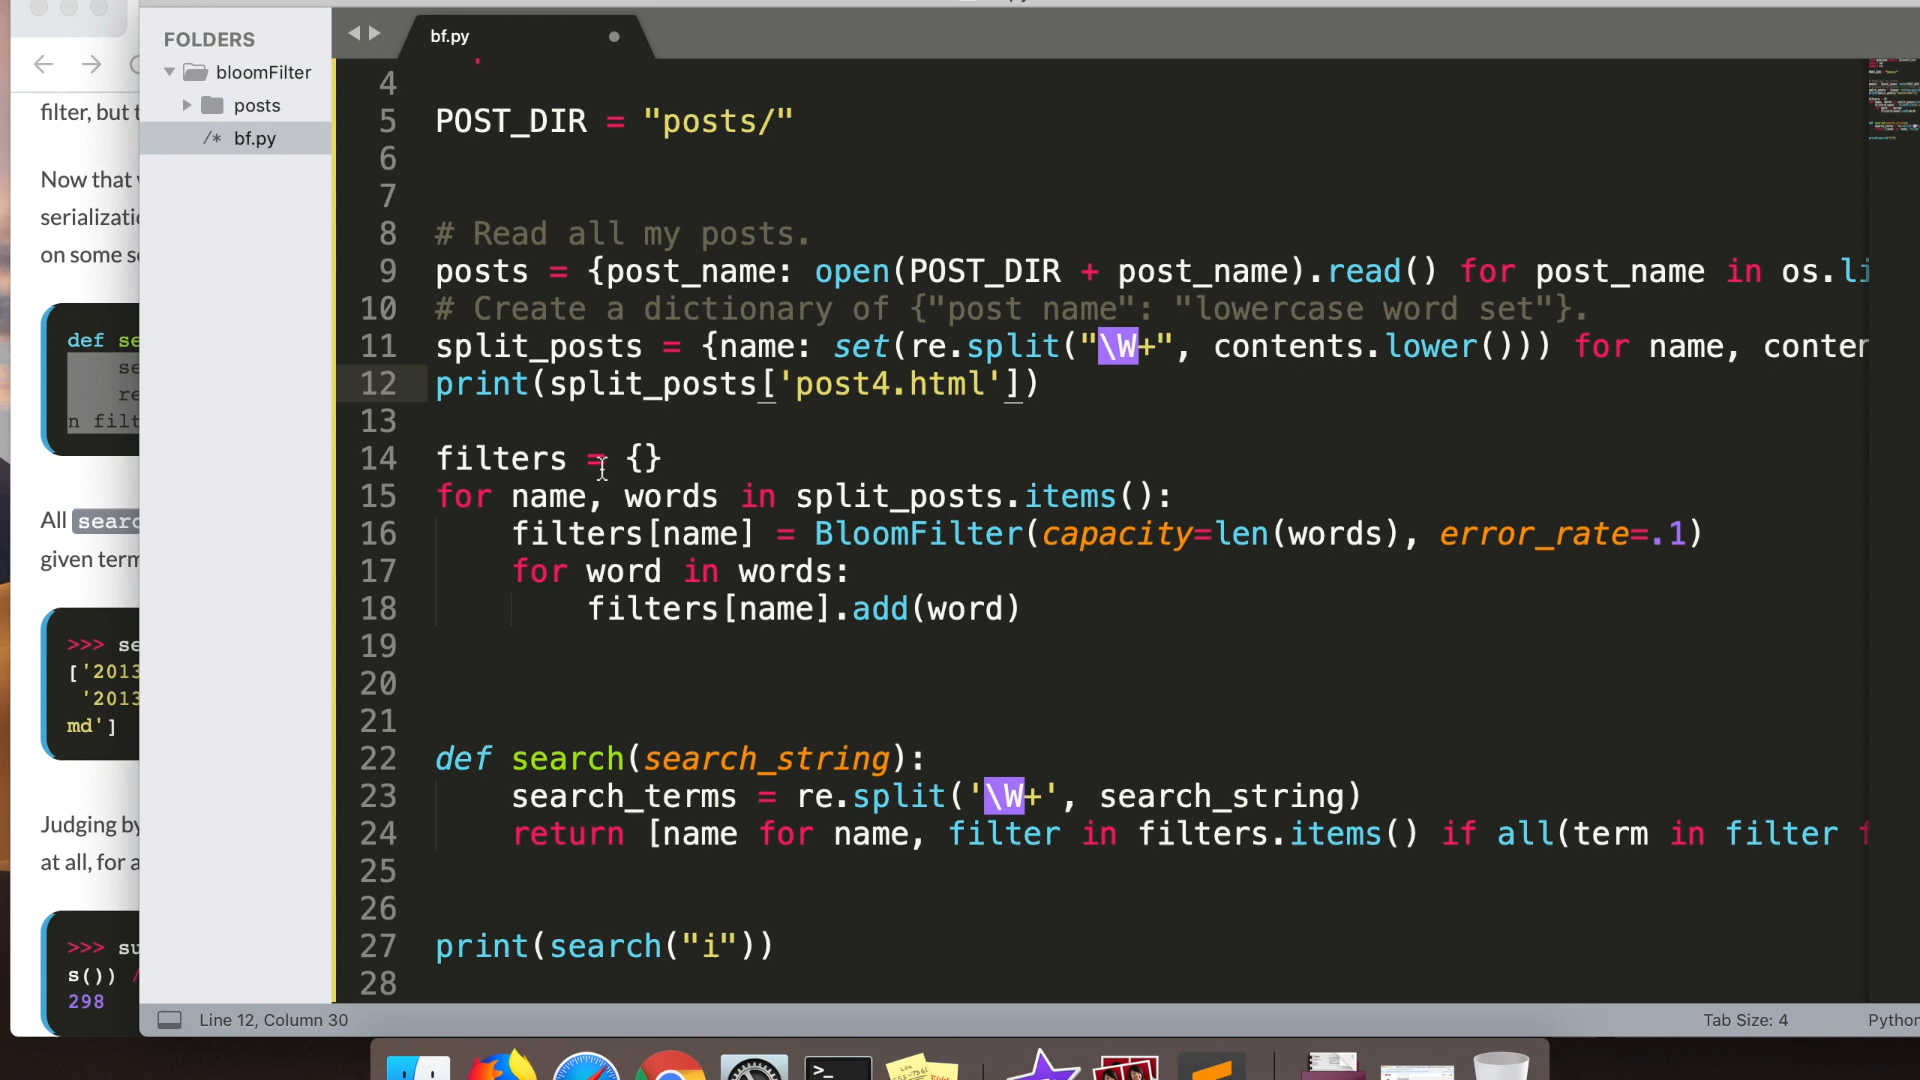 FOLDERS
bloomFilter
posts
/* bf.py
bf.py
4
5 POST_DIR = "posts/"
6
7
8 # Read all my posts.
9 posts = {post_name: open(POST_DIR + post_name).read() for post_name in os.li
10 # Create a dictionary of {"post name": "lowercase word set"}.
11 split_posts = {name: set(re.split("\W+", contents.lower())) for name, conten
12 print(split_posts['post4.html'])
13
14 filters = {}
15 for name, words in split_posts.items():
16 filters[name] = BloomFilter(capacity=len(words), error_rate=.1)
17 for word in words:
18 filters[name].add(word)
19
20
21
22 def search(search_string):
23 search_terms = re.split('\W+', search_string)
24 return [name for name, filter in filters.items() if all(term in filter f
25
26
27 print(search("i"))
28
Line 12, Column 30
Tab Size: 4
Python
filter, but t
Now that
serializatio
on some s
def se
se
re
n filt
All searc
given term
>>> se
['2013
'2013
md']
Judging by
at all, for a
>>> su
s()) /
298